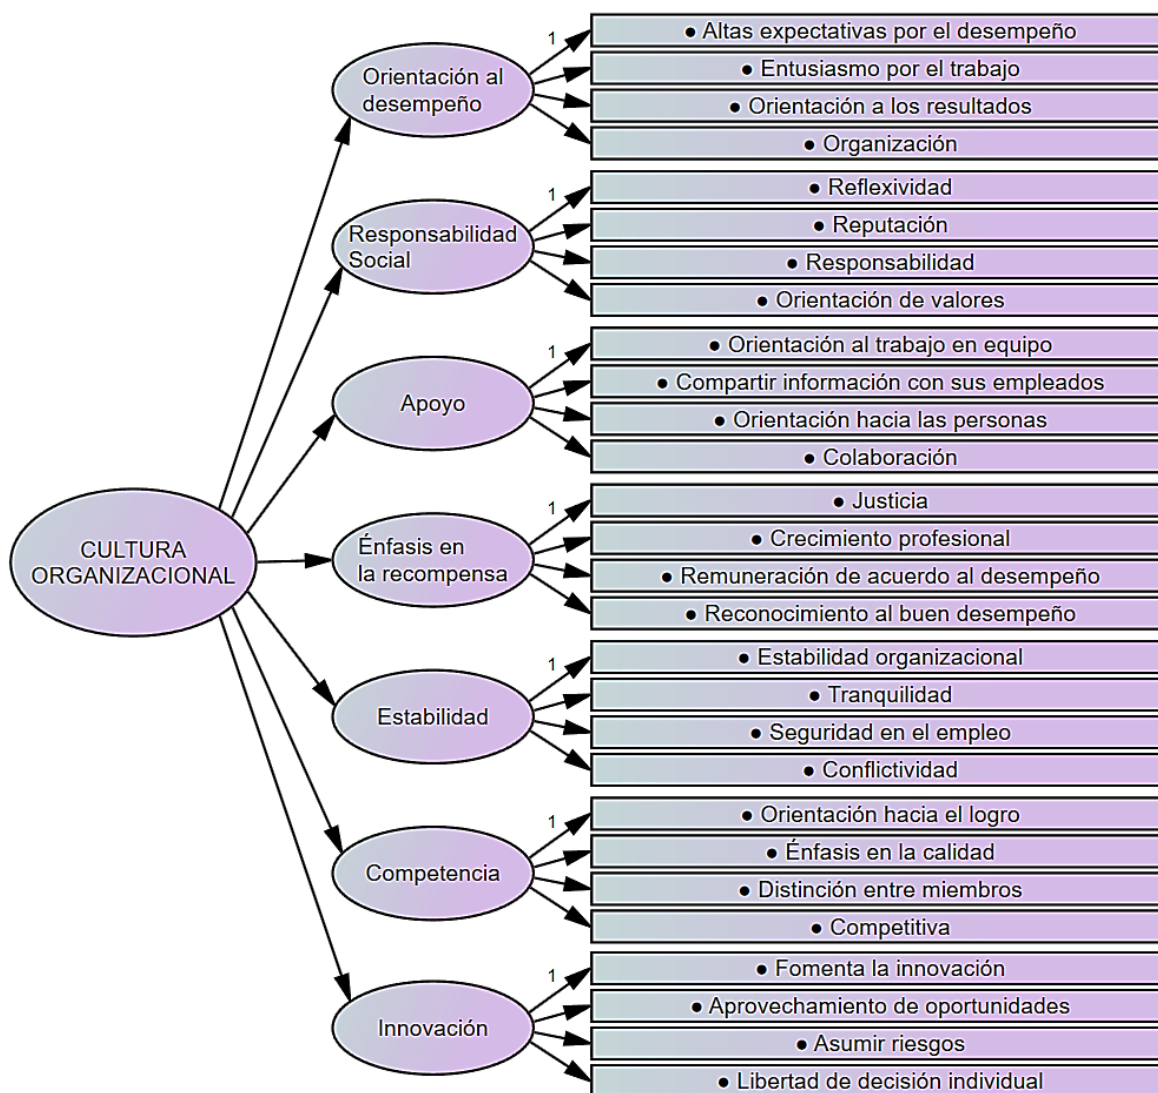 CULTURA
ORGANIZACIONAL
Orientación al
desempeño
1
● Altas expectativas por el desempeño
● Entusiasmo por el trabajo
● Orientación a los resultados
● Organización
Responsabilidad
Social
1
● Reflexividad
● Reputación
● Responsabilidad
● Orientación de valores
Apoyo
1
● Orientación al trabajo en equipo
● Compartir información con sus empleados
● Orientación hacia las personas
● Colaboración
Énfasis en
la recompensa
1
● Justicia
● Crecimiento profesional
● Remuneración de acuerdo al desempeño
● Reconocimiento al buen desempeño
Estabilidad
1
● Estabilidad organizacional
● Tranquilidad
● Seguridad en el empleo
● Conflictividad
Competencia
1
● Orientación hacia el logro
● Énfasis en la calidad
● Distinción entre miembros
● Competitiva
Innovación
1
● Fomenta la innovación
● Aprovechamiento de oportunidades
● Asumir riesgos
● Libertad de decisión individual